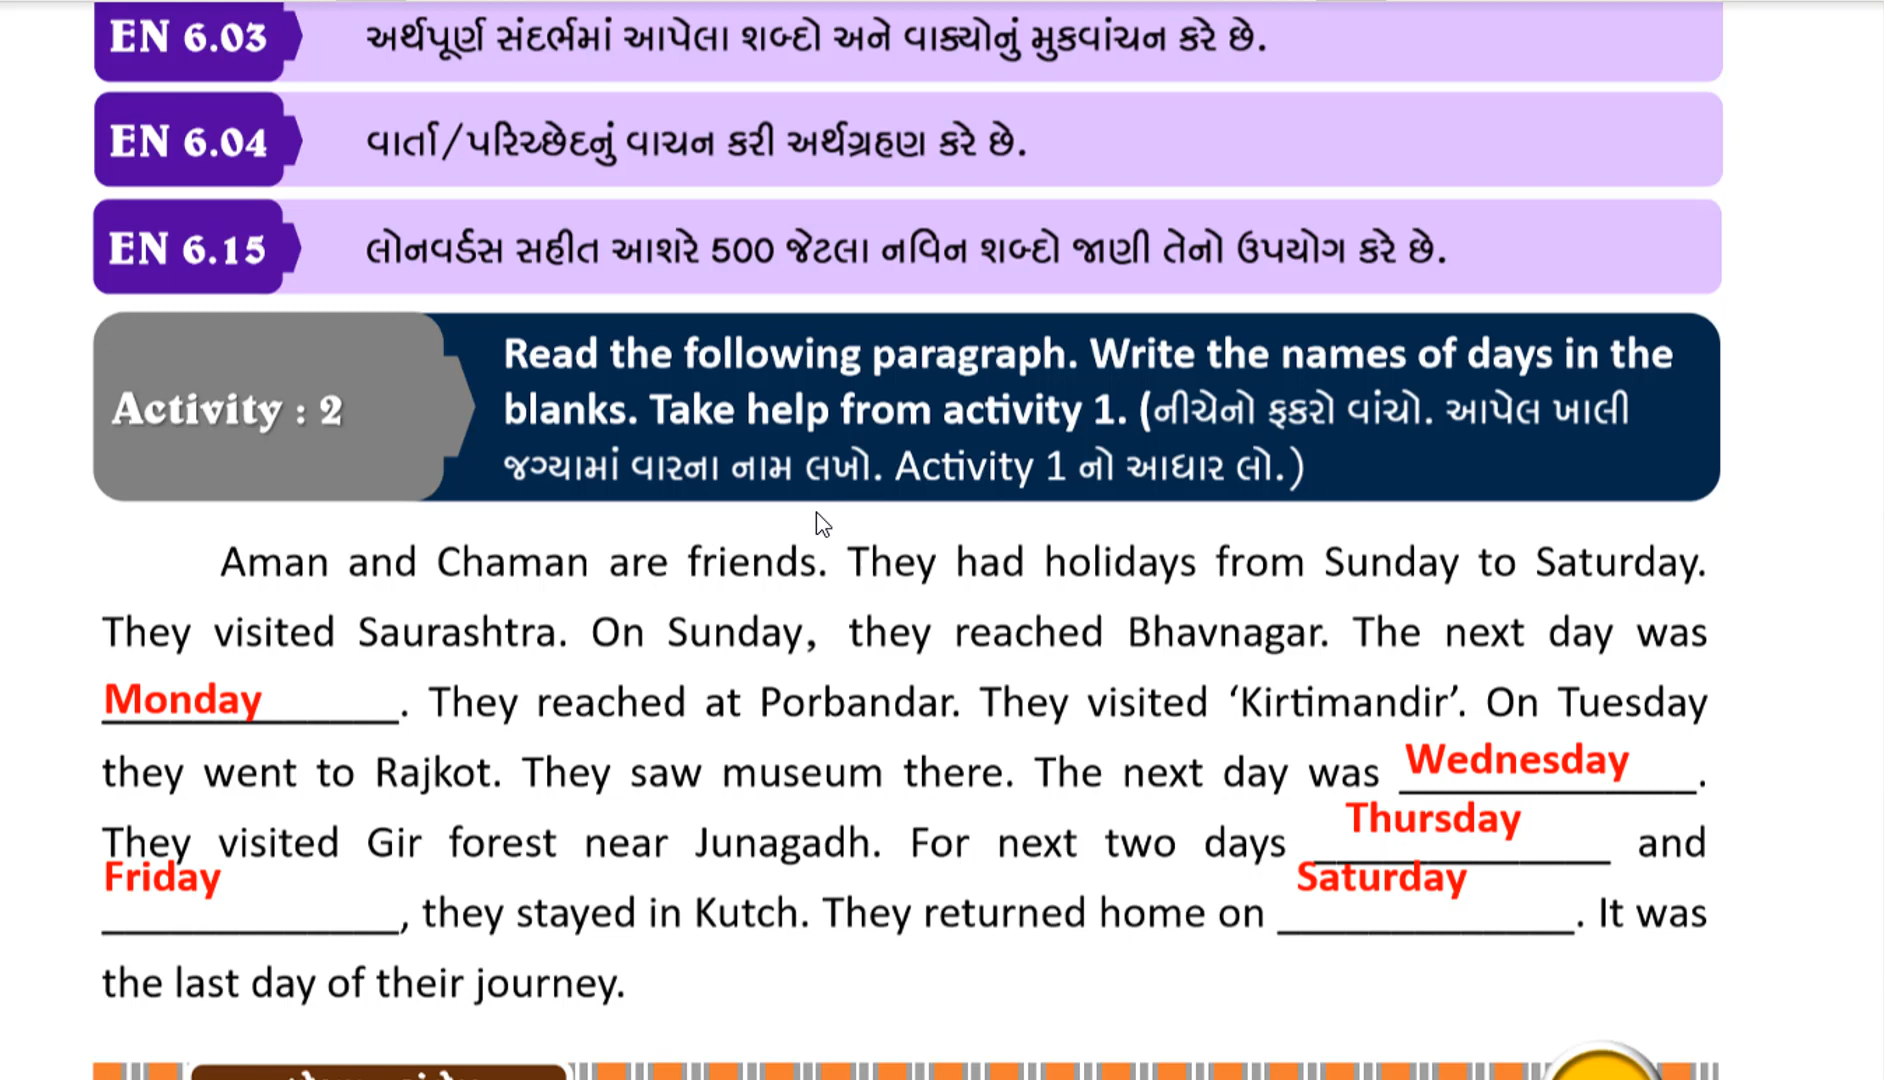 EN 6.03 અર્થપૂર્ણ સંદર્ભમાં આપેલા શબ્દો અને વાક્યોનું મુકવાંચન કરે છે.
EN 6.04 વાર્તા/પરિચ્છેદનું વાચન કરી અર્થગ્રહણ કરે છે.
EN 6.15 લોનવર્ડસ સહીત આશરે 500 જેટલા નવિન શબ્દો જાણી તેનો ઉપયોગ કરે છે.
Activity : 2
Read the following paragraph. Write the names of days in the
blanks. Take help from activity 1. (નીચેનો ફકરો વાંચો. આપેલ ખાલી
જગ્યામાં વારના નામ લખો. Activity 1 નો આધાર લો.)
Aman and Chaman are friends. They had holidays from Sunday to Saturday.
They visited Saurashtra. On Sunday, they reached Bhavnagar. The next day was
Monday. They reached at Porbandar. They visited ‘Kirtimandir’. On Tuesday
they went to Rajkot. They saw museum there. The next day was Wednesday.
They visited Gir forest near Junagadh. For next two days Thursday and
Friday, they stayed in Kutch. They returned home on Saturday. It was
the last day of their journey.